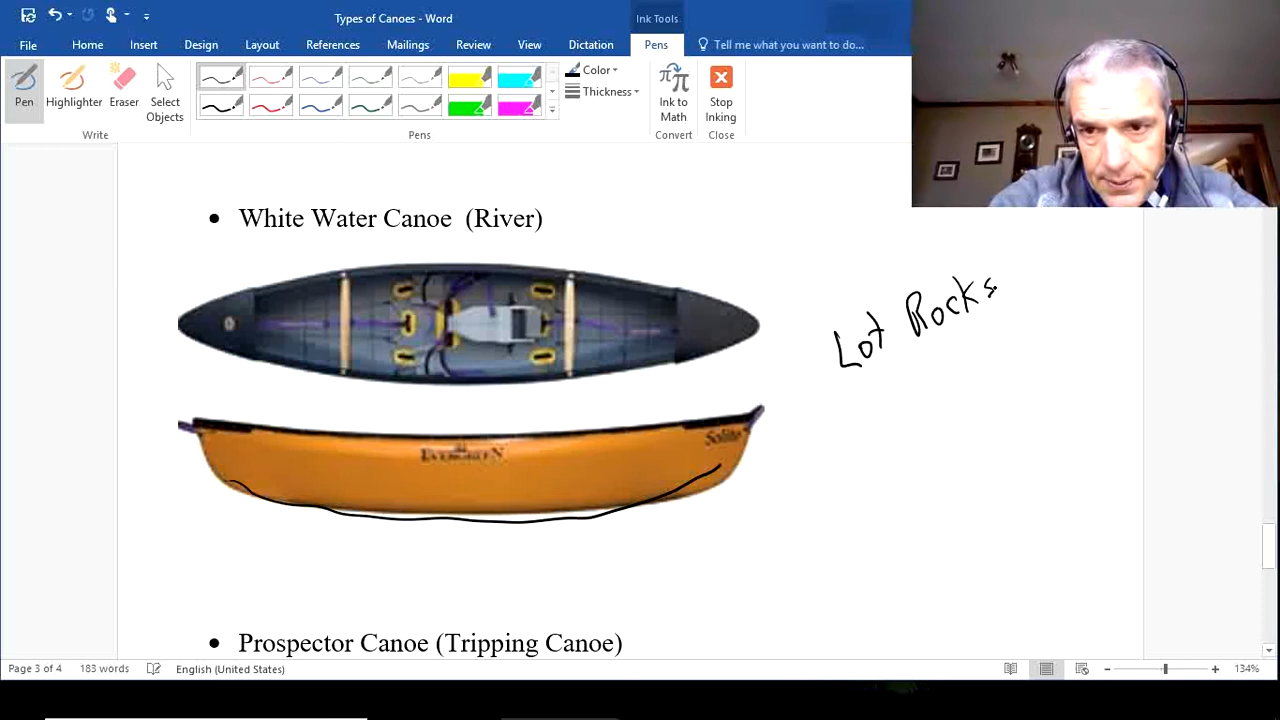 Types of Canoes - Word
Ink Tools
File Home Insert Design Layout References Mailings Review View Dictation Pens Tell me what you want to do...
Pen Highlighter Eraser Select Objects
Color
Thickness
Ink to Math
Stop Inking
Write Pens Convert Close
• White Water Canoe (River)
Lot Rocks
EVERGREEN
Solite
• Prospector Canoe (Tripping Canoe)
Page 3 of 4 183 words English (United States) 134%